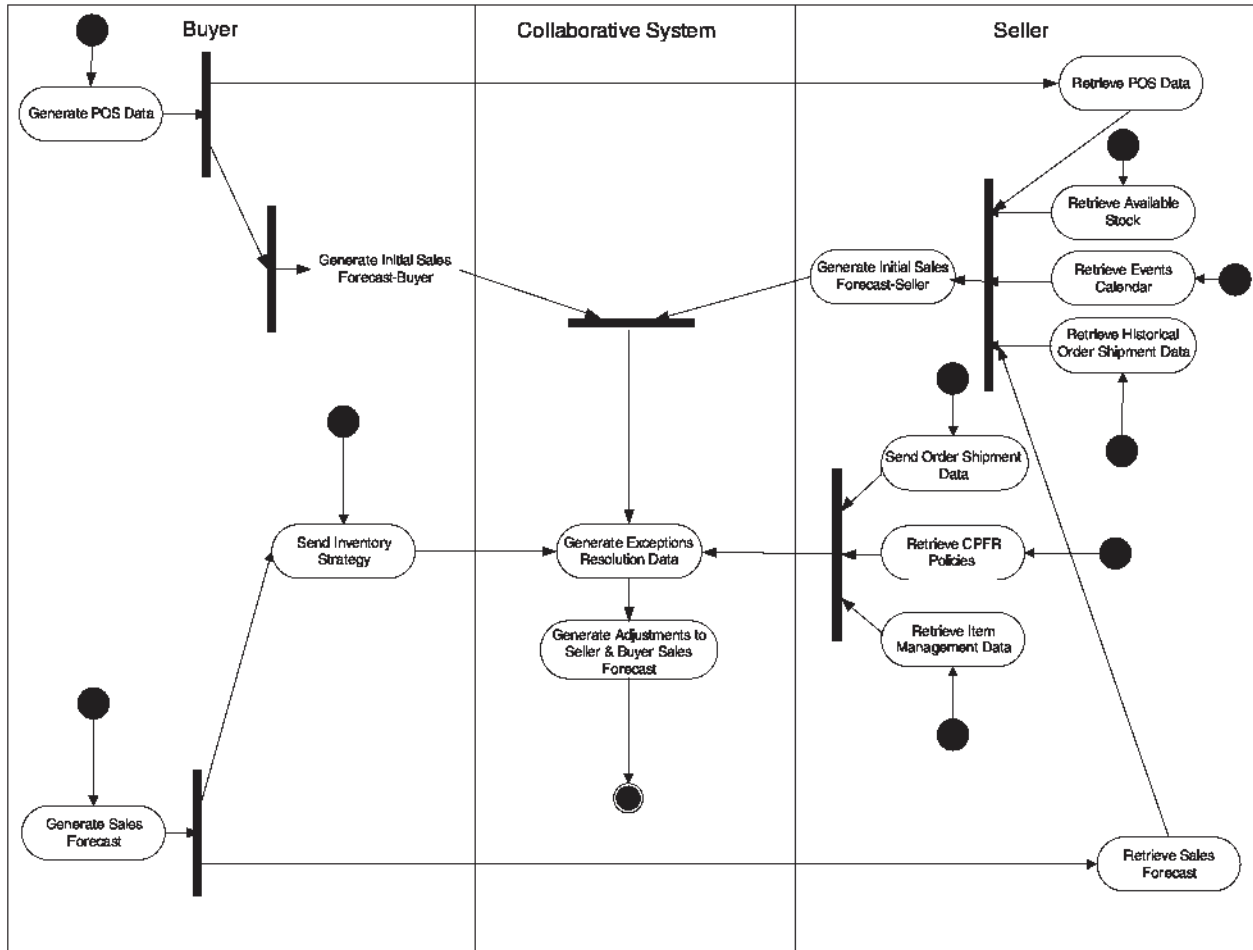 Buyer
Collaborative System
Seller
Generate POS Data
Retrieve POS Data
Retrieve Available
Stock
Generate Initial Sales
Forecast-Buyer
Generate Initial Sales
Forecast-Seller
Retrieve Events
Calendar
Retrieve Historical
Order Shipment Data
Send Order Shipment
Data
Send Inventory
Strategy
Generate Exceptions
Resolution Data
Retrieve CPFR
Policies
Generate Adjustments to
Seller & Buyer Sales
Forecast
Retrieve Item
Management Data
Generate Sales
Forecast
Retrieve Sales
Forecast